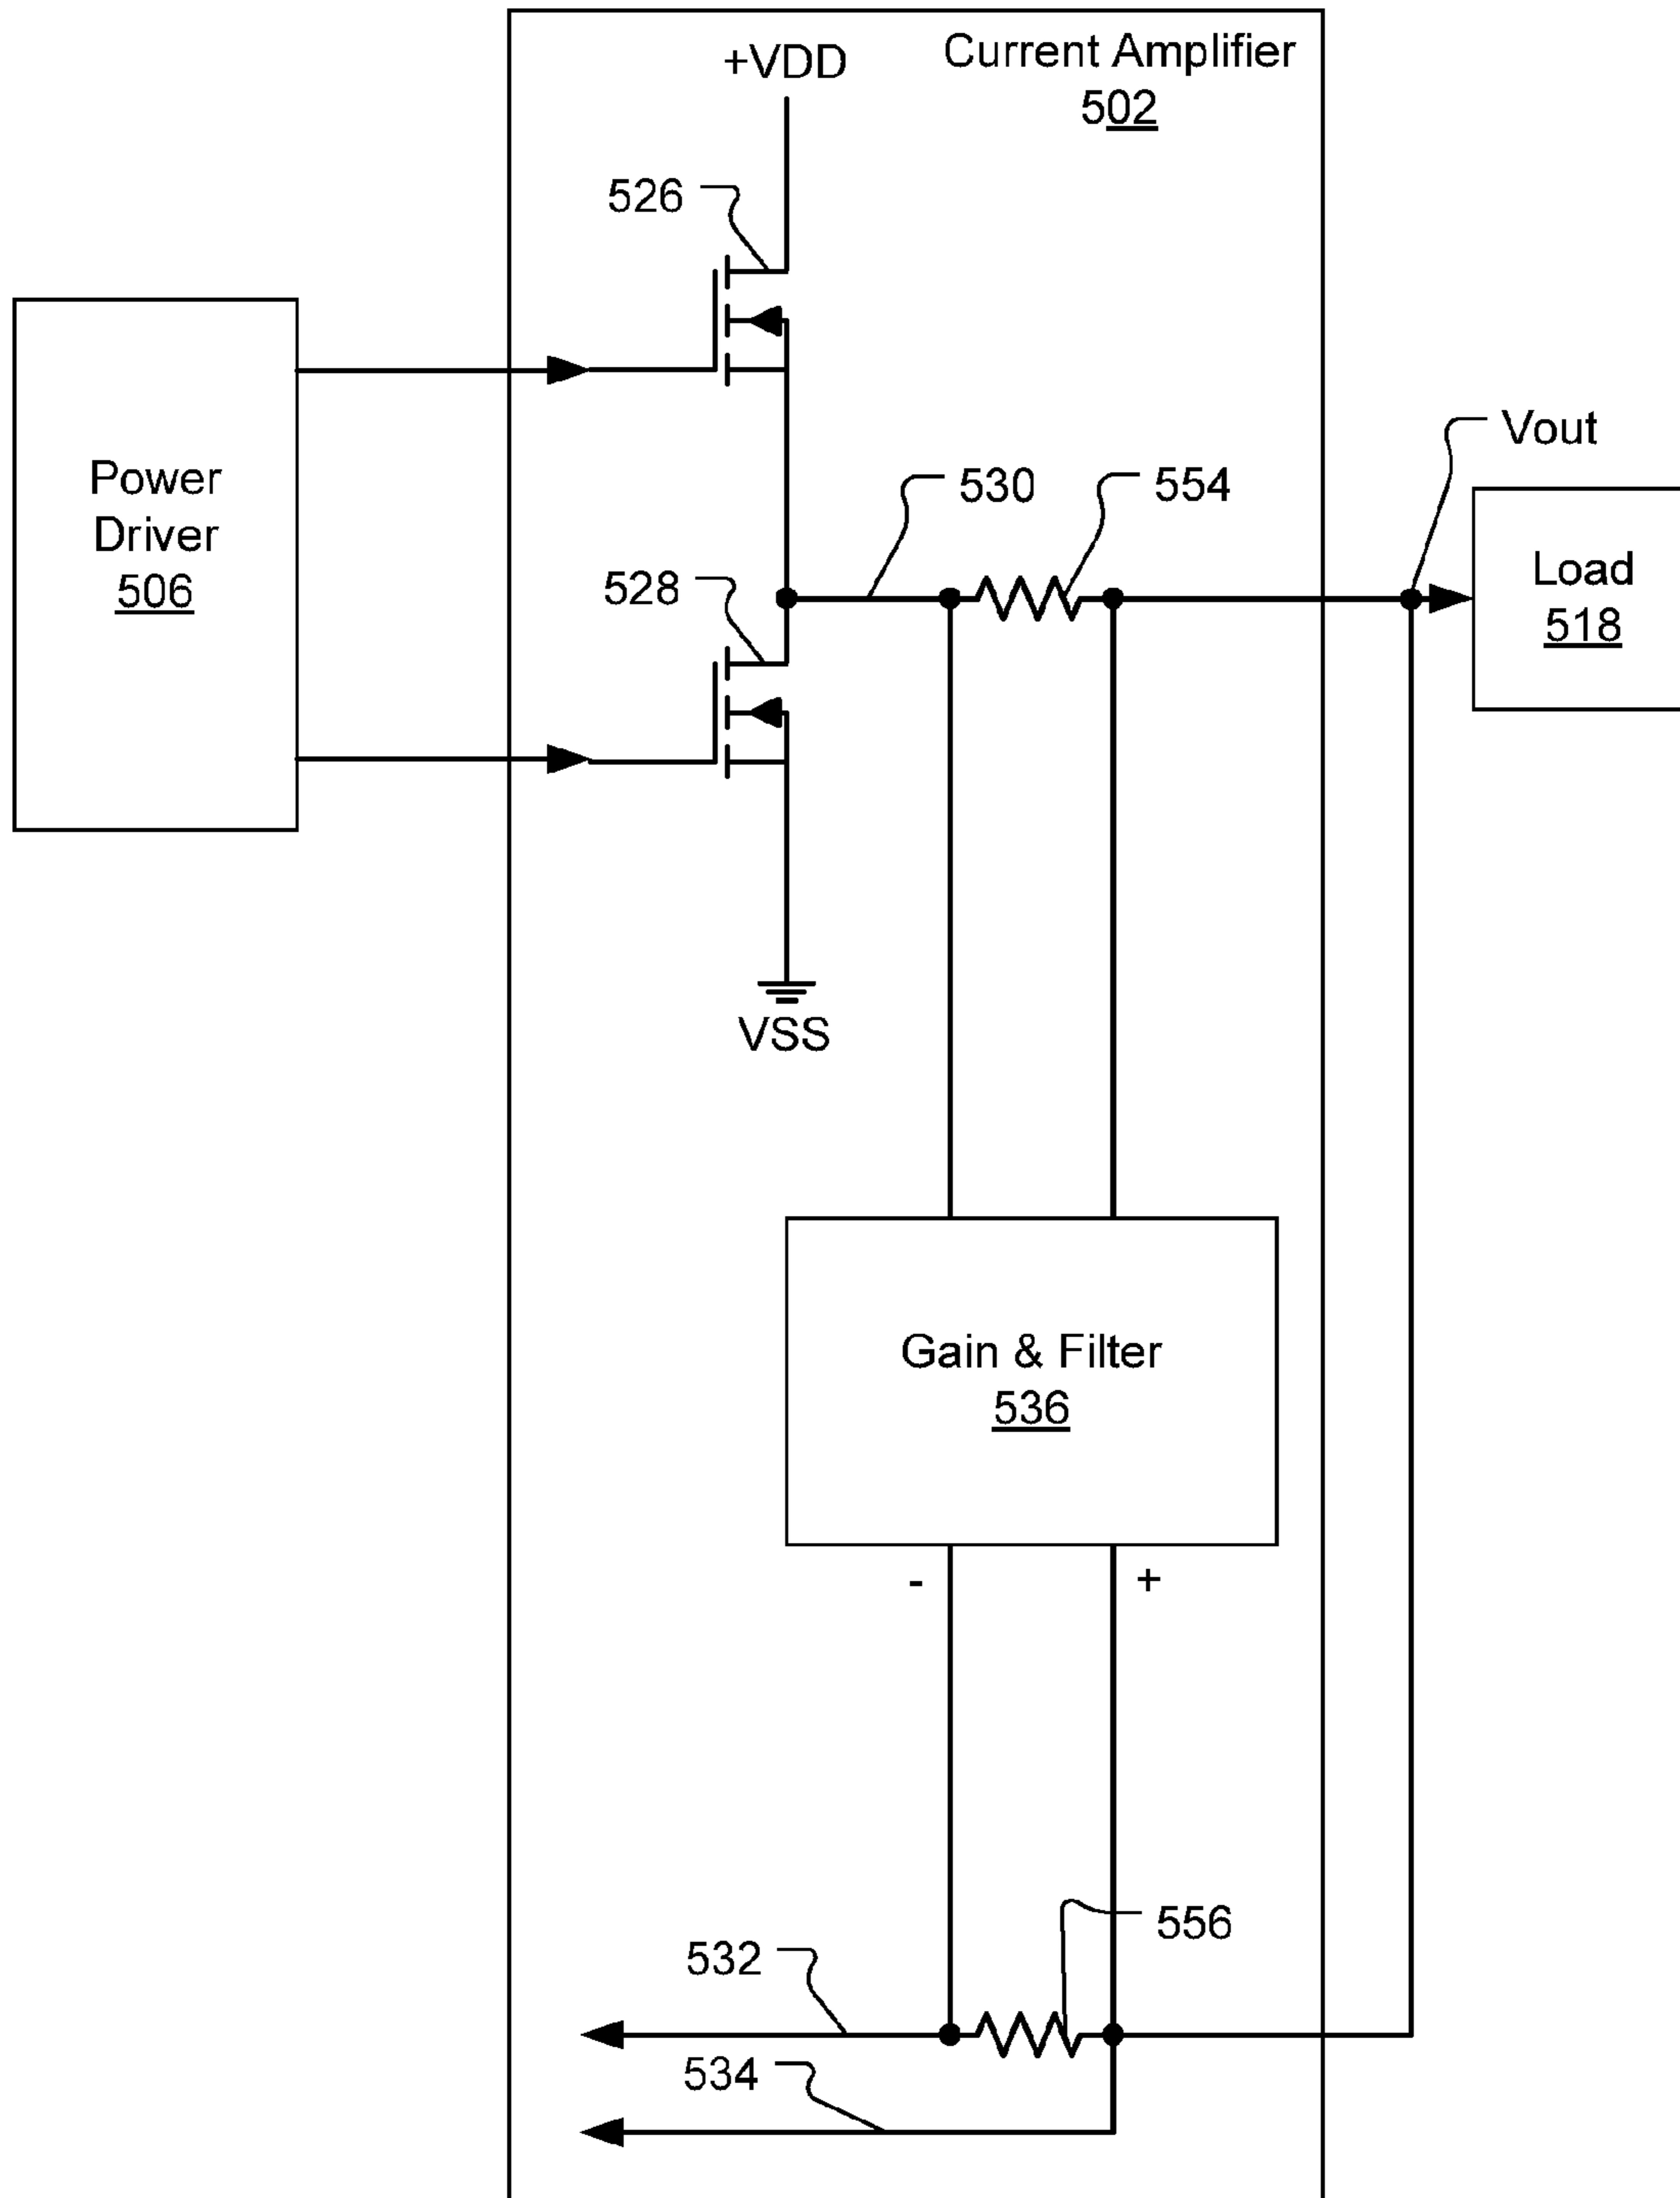 Current Amplifier
502
+VDD
526
Power
Driver
506
530
554
Vout
528
Load
518
VSS
Gain & Filter
536
-
+
556
532
534